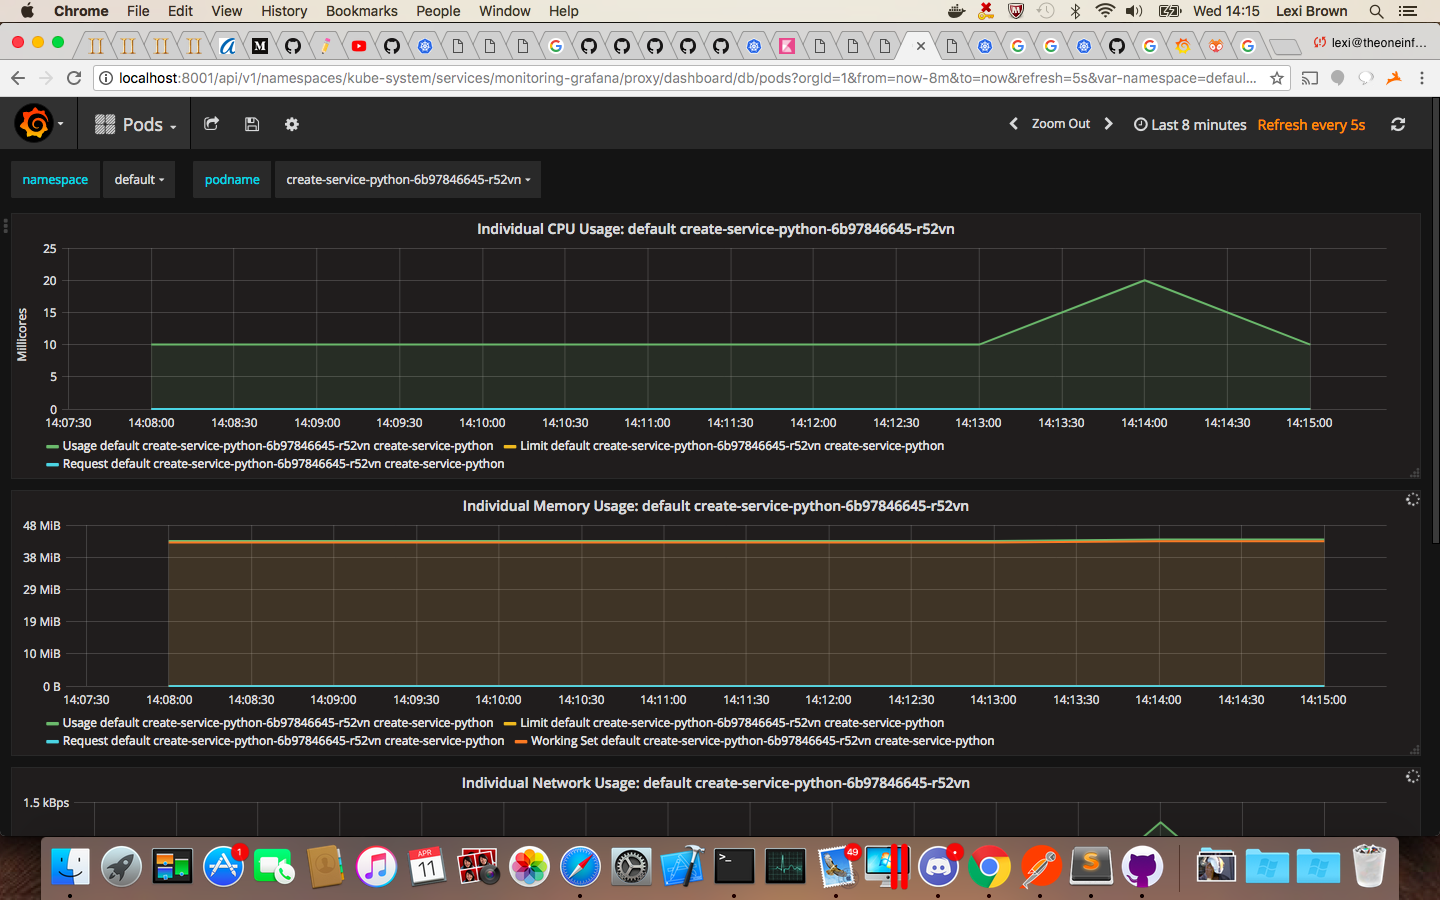 Chrome File Edit View History Bookmarks People Window Help Wed 14:15 Lexi Brown
lexi@theoneinf...
localhost:8001/api/v1/namespaces/kube-system/services/monitoring-grafana/proxy/dashboard/db/pods?orgId=1&from=now-8m&to=now&refresh=5s&var-namespace=defaul...
Pods Zoom Out Last 8 minutes Refresh every 5s
namespace default podname create-service-python-6b97846645-r52vn
Individual CPU Usage: default create-service-python-6b97846645-r52vn
Millicores
25
20
15
10
5
0
14:07:30 14:08:00 14:08:30 14:09:00 14:09:30 14:10:00 14:10:30 14:11:00 14:11:30 14:12:00 14:12:30 14:13:00 14:13:30 14:14:00 14:14:30 14:15:00
Usage default create-service-python-6b97846645-r52vn create-service-python Limit default create-service-python-6b97846645-r52vn create-service-python
Request default create-service-python-6b97846645-r52vn create-service-python
Individual Memory Usage: default create-service-python-6b97846645-r52vn
48 MiB
38 MiB
29 MiB
19 MiB
10 MiB
0 B
14:07:30 14:08:00 14:08:30 14:09:00 14:09:30 14:10:00 14:10:30 14:11:00 14:11:30 14:12:00 14:12:30 14:13:00 14:13:30 14:14:00 14:14:30 14:15:00
Usage default create-service-python-6b97846645-r52vn create-service-python Limit default create-service-python-6b97846645-r52vn create-service-python
Request default create-service-python-6b97846645-r52vn create-service-python Working Set default create-service-python-6b97846645-r52vn create-service-python
Individual Network Usage: default create-service-python-6b97846645-r52vn
1.5 kBps
1
APR
11
>_
49
S